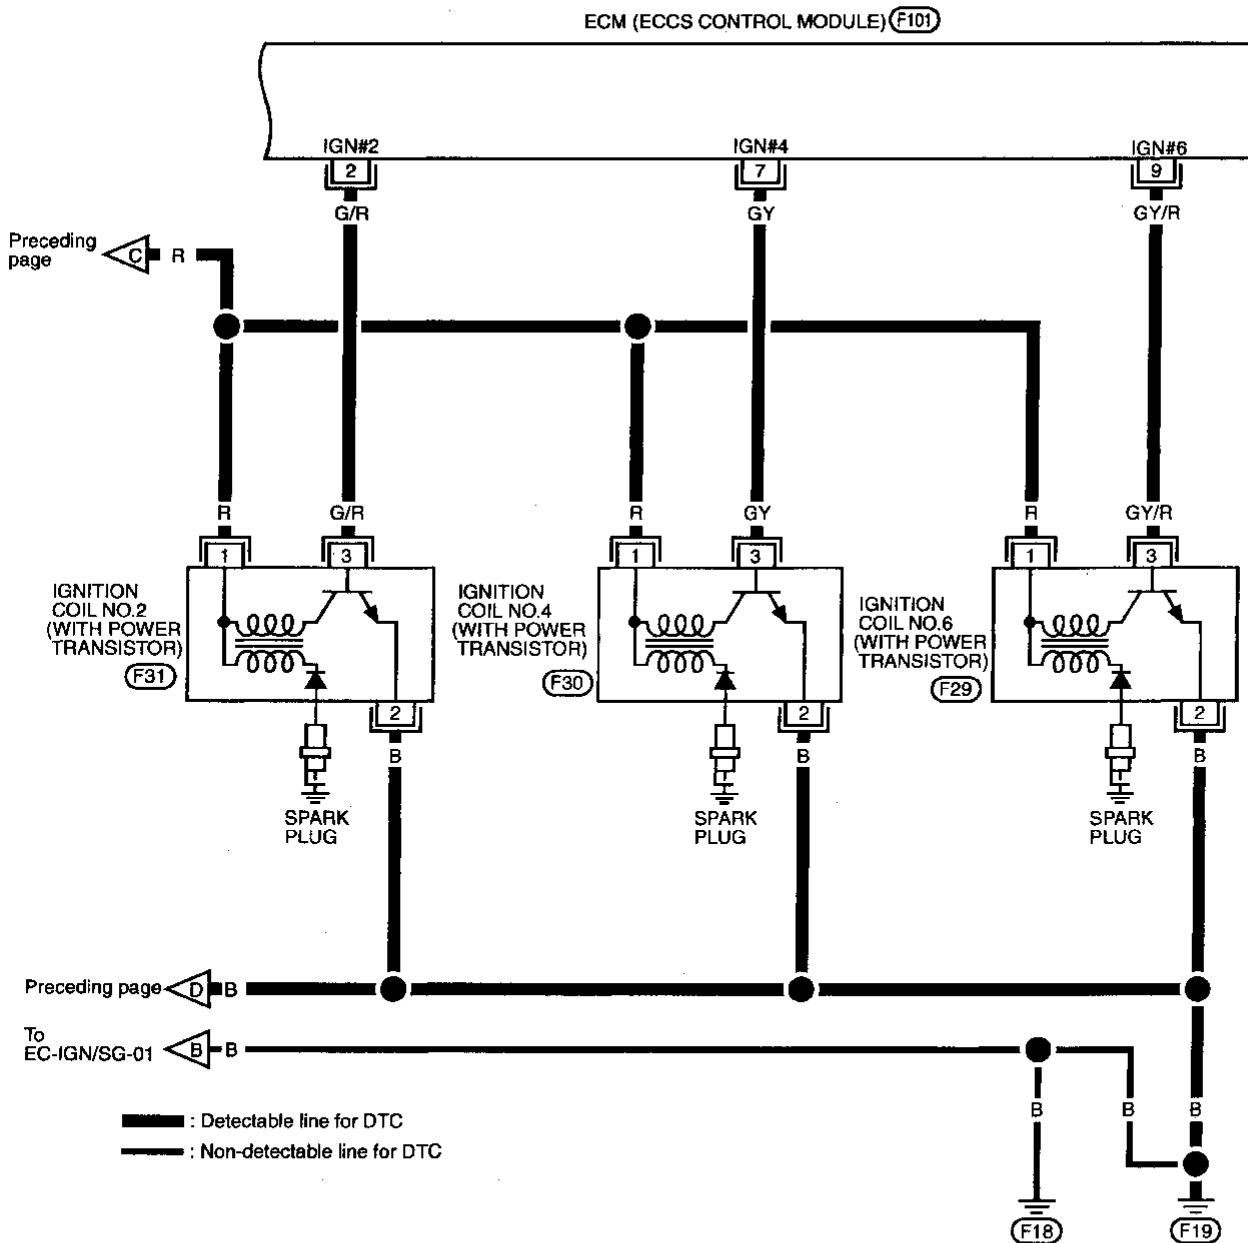 ECM (ECCS CONTROL MODULE) F101
IGN#2
IGN#4
IGN#6
2
7
9
G/R
GY
GY/R
Preceding
page
C
R
R
G/R
R
GY
R
GY/R
1
3
1
3
1
3
IGNITION
COIL NO.2
(WITH POWER
TRANSISTOR)
F31
IGNITION
COIL NO.4
(WITH POWER
TRANSISTOR)
F30
IGNITION
COIL NO.6
(WITH POWER
TRANSISTOR)
F29
2
2
2
B
B
B
SPARK
PLUG
SPARK
PLUG
SPARK
PLUG
Preceding page
D
B
To
EC-IGN/SG-01
B
B
B
B
B
: Detectable line for DTC
: Non-detectable line for DTC
F18
F19